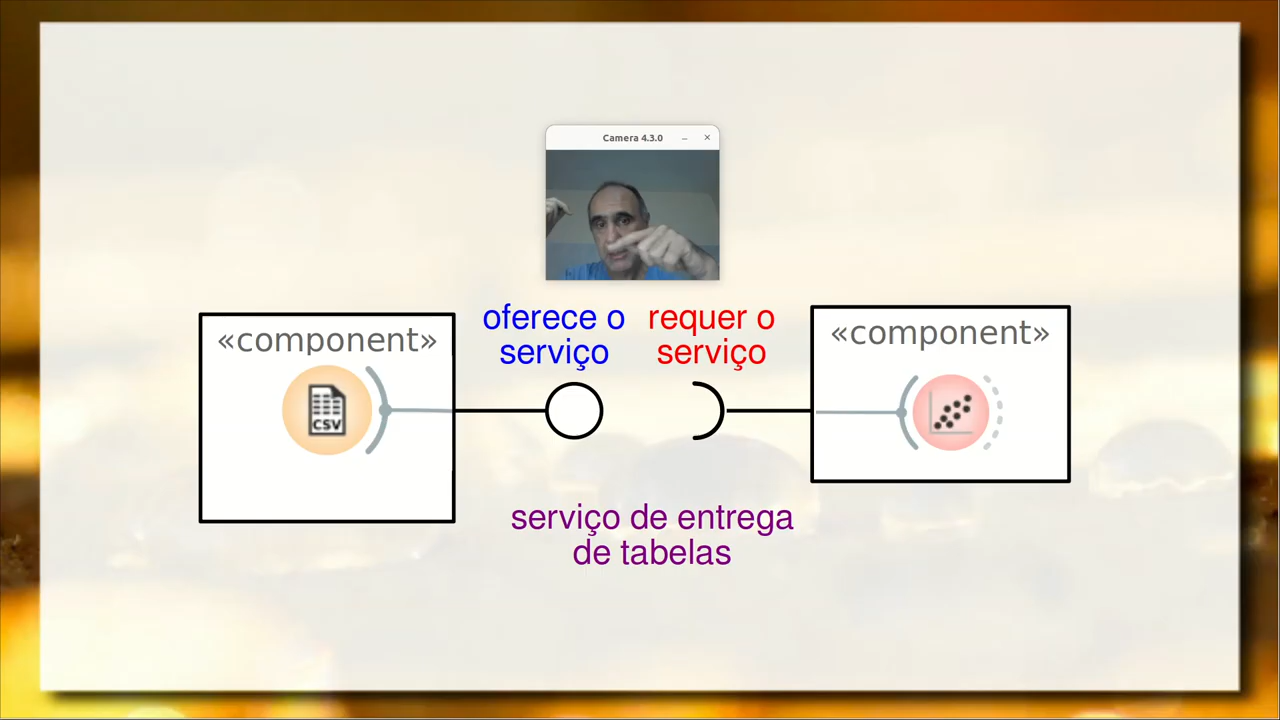 Camera 4.3.0
oferece o
serviço
requer o
serviço
«component»
«component»
CSV
serviço de entrega
de tabelas